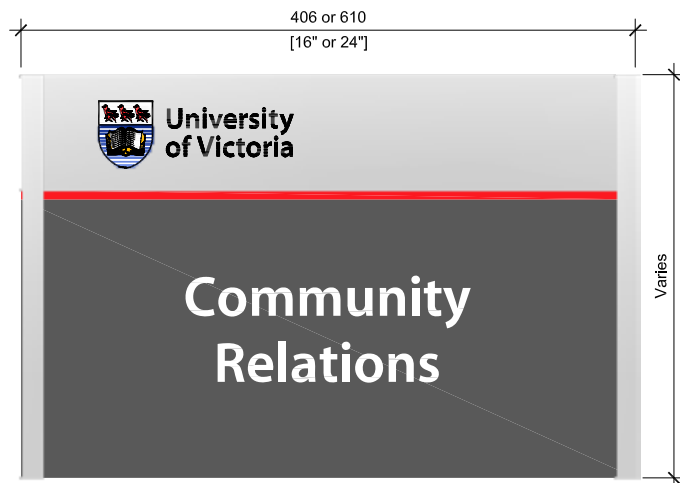 406 or 610
[16" or 24"]
University
of Victoria
Varies
Community
Relations